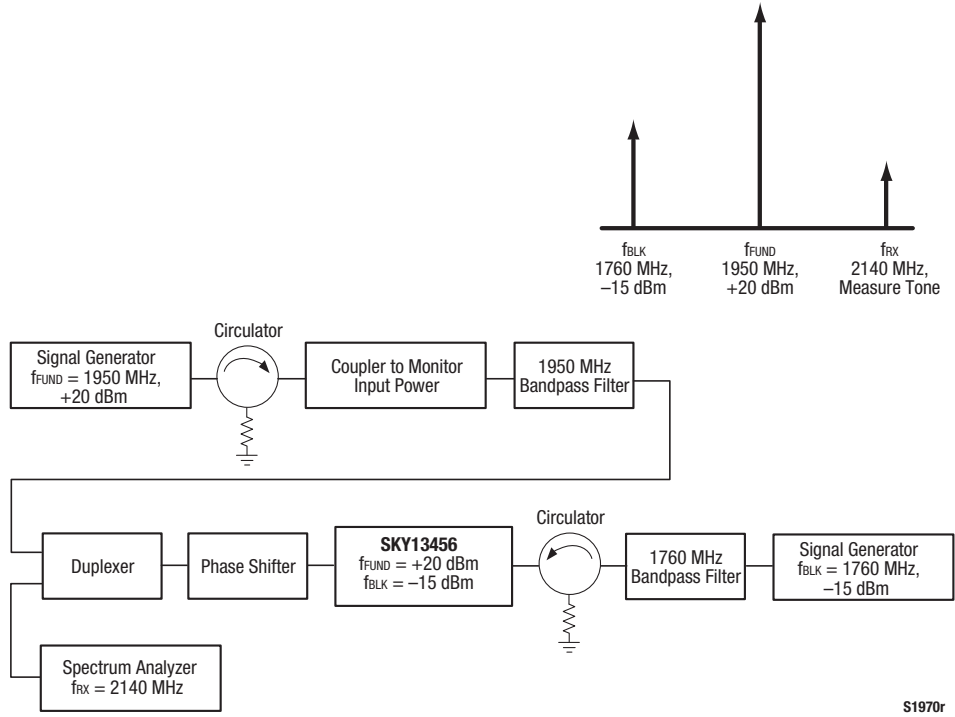 fBLK
1760 MHz,
–15 dBm
fFUND
1950 MHz,
+20 dBm
fRX
2140 MHz,
Measure Tone
Signal Generator
fFUND = 1950 MHz,
+20 dBm
Circulator
Coupler to Monitor
Input Power
1950 MHz
Bandpass Filter
Duplexer
Phase Shifter
SKY13456
fFUND = +20 dBm
fBLK = –15 dBm
Circulator
1760 MHz
Bandpass Filter
Signal Generator
fBLK = 1760 MHz,
–15 dBm
Spectrum Analyzer
fRX = 2140 MHz
S1970r